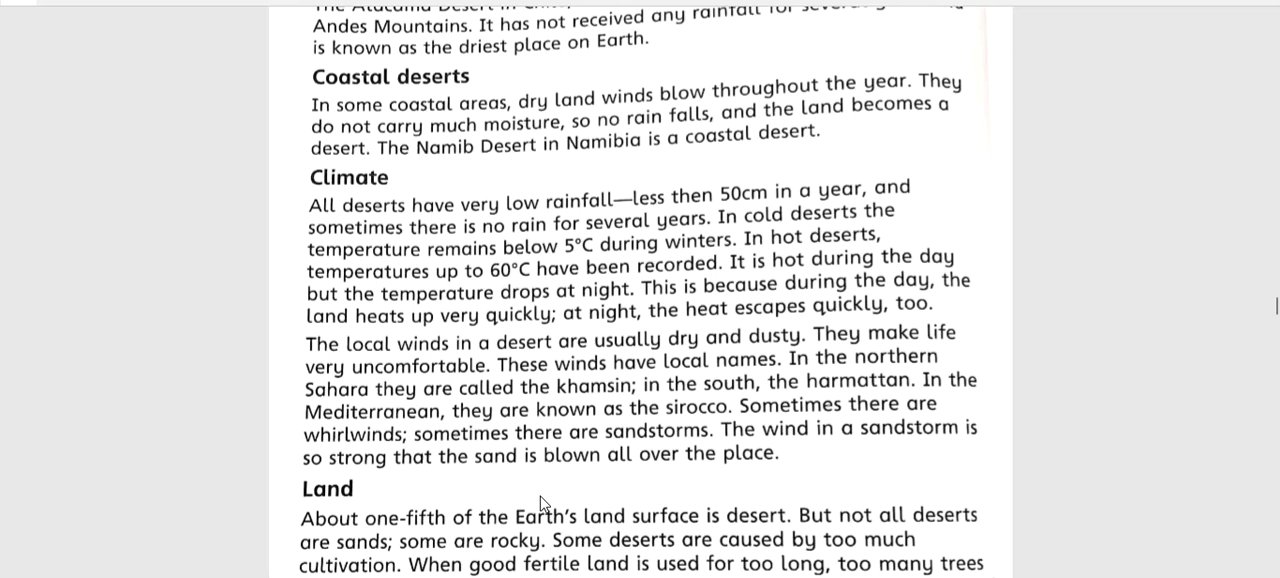 Andes Mountains. It has not received any rainfall for
is known as the driest place on Earth.
Coastal deserts
In some coastal areas, dry land winds blow throughout the year. They
do not carry much moisture, so no rain falls, and the land becomes a
desert. The Namib Desert in Namibia is a coastal desert.
Climate
All deserts have very low rainfall—less then 50cm in a year, and
sometimes there is no rain for several years. In cold deserts the
temperature remains below 5°C during winters. In hot deserts,
temperatures up to 60°C have been recorded. It is hot during the day
but the temperature drops at night. This is because during the day, the
land heats up very quickly; at night, the heat escapes quickly, too.
The local winds in a desert are usually dry and dusty. They make life
very uncomfortable. These winds have local names. In the northern
Sahara they are called the khamsin; in the south, the harmattan. In the
Mediterranean, they are known as the sirocco. Sometimes there are
whirlwinds; sometimes there are sandstorms. The wind in a sandstorm is
so strong that the sand is blown all over the place.
Land
About one-fifth of the Earth's land surface is desert. But not all deserts
are sands; some are rocky. Some deserts are caused by too much
cultivation. When good fertile land is used for too long, too many trees